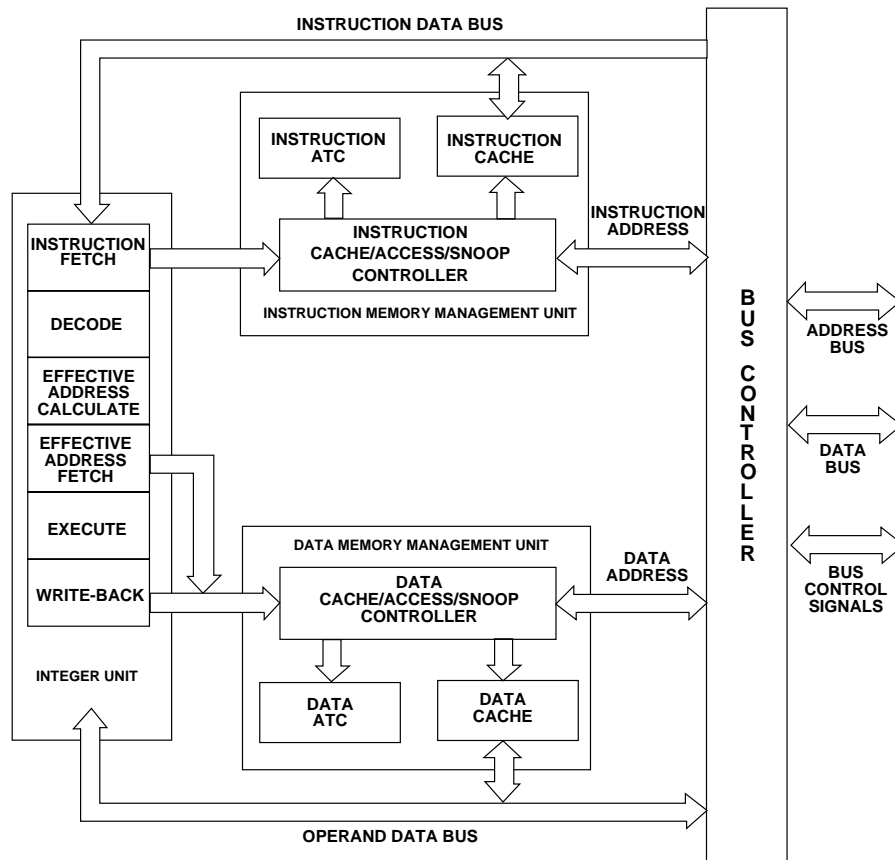 INSTRUCTION DATA BUS
INSTRUCTION
ATC
INSTRUCTION
CACHE
INSTRUCTION
CACHE/ACCESS/SNOOP
CONTROLLER
INSTRUCTION MEMORY MANAGEMENT UNIT
INSTRUCTION
ADDRESS
INSTRUCTION
FETCH
DECODE
EFFECTIVE
ADDRESS
CALCULATE
EFFECTIVE
ADDRESS
FETCH
EXECUTE
WRITE-BACK
INTEGER UNIT
DATA MEMORY MANAGEMENT UNIT
DATA
CACHE/ACCESS/SNOOP
CONTROLLER
DATA
ATC
DATA
CACHE
DATA
ADDRESS
OPERAND DATA BUS
BUS CONTROLLLER
ADDRESS
BUS
DATA
BUS
BUS
CONTROL
SIGNALS